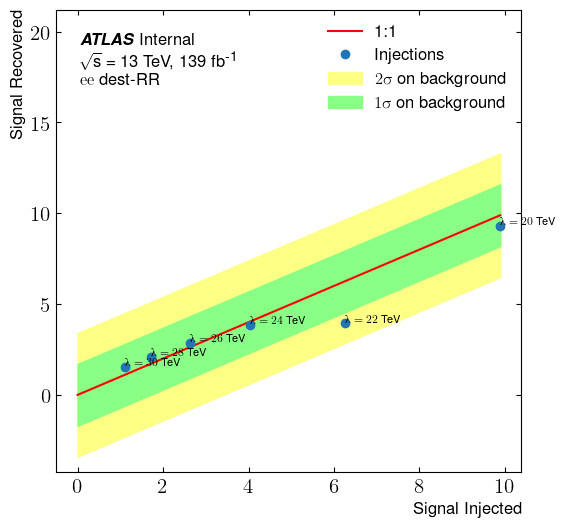 ATLAS Internal
√s = 13 TeV, 139 fb-1
ee dest-RR
1:1
Injections
2σ on background
1σ on background
Signal Recovered
20
15
10
5
0
λ = 20 TeV
λ = 22 TeV
λ = 24 TeV
λ = 26 TeV
λ = 28 TeV
λ = 30 TeV
0 2 4 6 8 10
Signal Injected